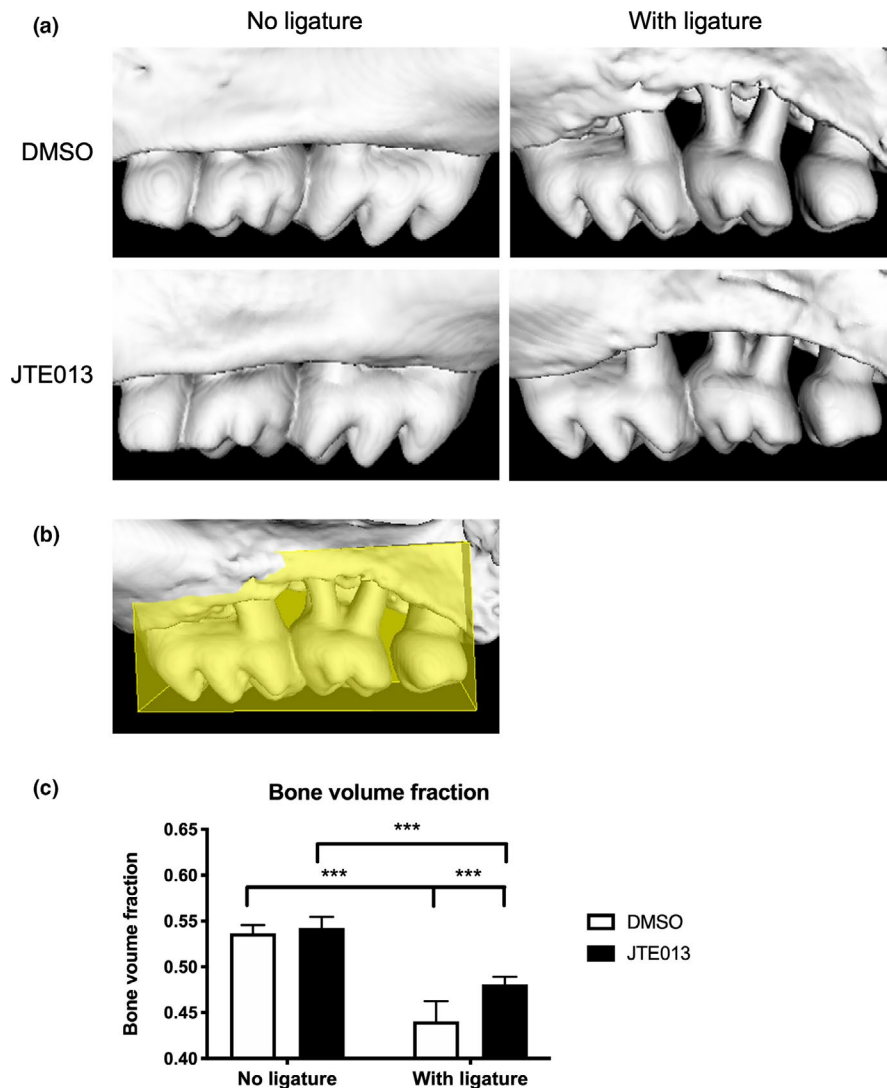 (a)
No ligature
With ligature
DMSO
JTE013
(b)
(c)
Bone volume fraction
Bone volume fraction
0.65
0.60
0.55
0.50
0.45
0.40
***
*** ***
DMSO
JTE013
No ligature
With ligature